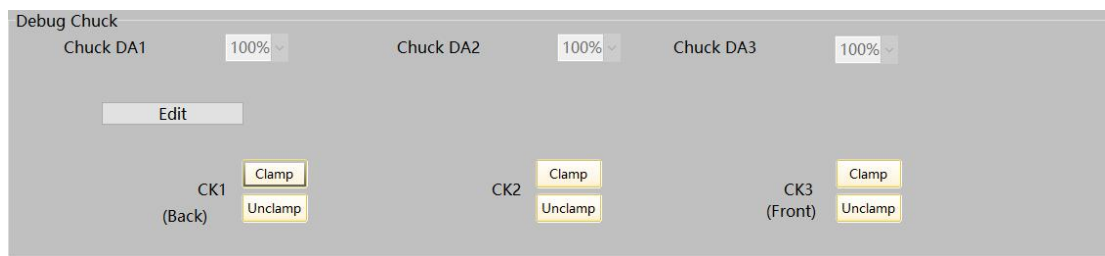 Debug Chuck
Chuck DA1 100% Chuck DA2 100% Chuck DA3 100%
Edit
Clamp Clamp Clamp
CK1 CK2 CK3
(Back) Unclamp Unclamp (Front) Unclamp